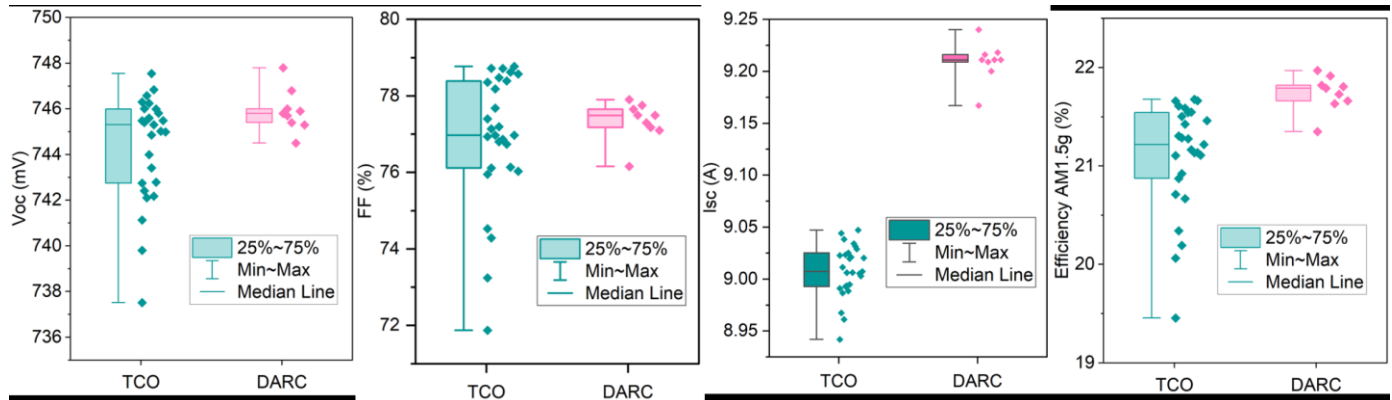 750
748
746
744
742
740
738
736
Voc (mV)
25%~75%
Min~Max
Median Line
TCO
DARC
80
78
76
74
72
FF (%)
25%~75%
Min~Max
Median Line
TCO
DARC
9.25
9.20
9.15
9.10
9.05
9.00
8.95
Isc (A)
25%~75%
Min~Max
Median Line
TCO
DARC
22
21
20
19
Efficiency AM1.5g (%)
25%~75%
Min~Max
Median Line
TCO
DARC